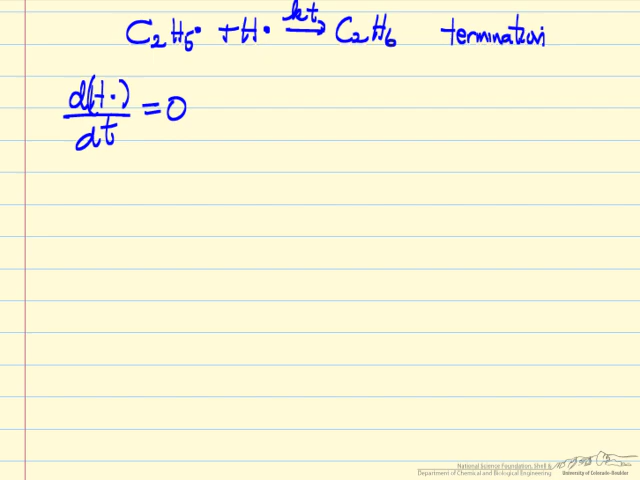 C₂H₅• + H• —kt→ C₂H₆ termination
d(H•)/dt = 0
National Science Foundation, Shell &
Department of Chemical and Biological Engineering
University of Colorado-Boulder